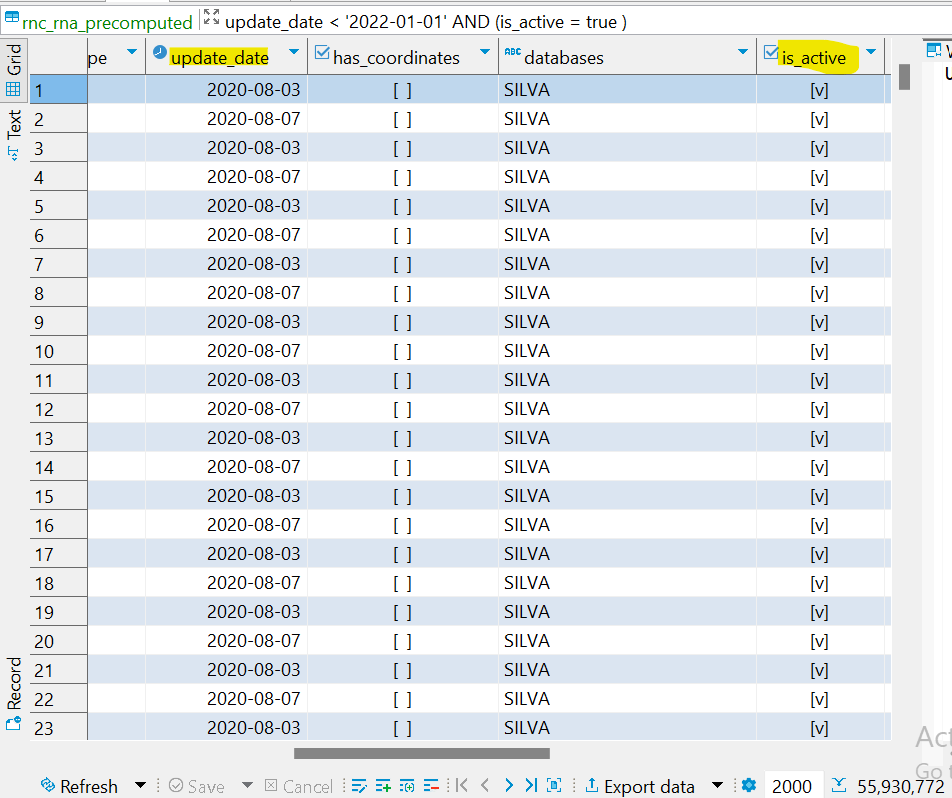 rnc_rna_precomputed update_date < '2022-01-01' AND (is_active = true )
Grid
Text
Record
pe update_date has_coordinates ABC databases is_active
1 2020-08-03 [ ] SILVA [v]
2 2020-08-07 [ ] SILVA [v]
3 2020-08-03 [ ] SILVA [v]
4 2020-08-07 [ ] SILVA [v]
5 2020-08-03 [ ] SILVA [v]
6 2020-08-07 [ ] SILVA [v]
7 2020-08-03 [ ] SILVA [v]
8 2020-08-07 [ ] SILVA [v]
9 2020-08-03 [ ] SILVA [v]
10 2020-08-07 [ ] SILVA [v]
11 2020-08-03 [ ] SILVA [v]
12 2020-08-07 [ ] SILVA [v]
13 2020-08-03 [ ] SILVA [v]
14 2020-08-07 [ ] SILVA [v]
15 2020-08-03 [ ] SILVA [v]
16 2020-08-07 [ ] SILVA [v]
17 2020-08-03 [ ] SILVA [v]
18 2020-08-07 [ ] SILVA [v]
19 2020-08-03 [ ] SILVA [v]
20 2020-08-07 [ ] SILVA [v]
21 2020-08-03 [ ] SILVA [v]
22 2020-08-07 [ ] SILVA [v]
23 2020-08-03 [ ] SILVA [v]
Act
Go t
Refresh Save Cancel Export data 2000 55,930,772